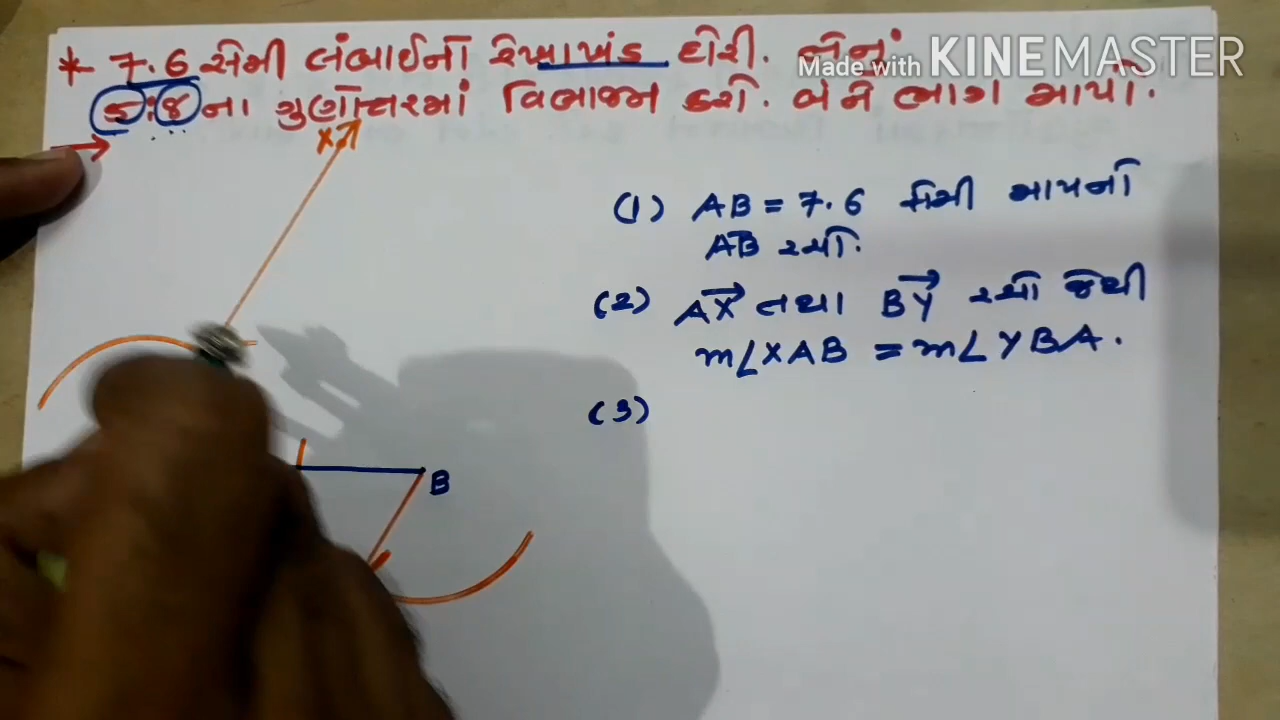 * 7.6 સેમી લંબાઈનો રેખાખંડ દોરી. તેનું
Made with KINEMASTER
5:8 ના ગુણોત્તરમાં વિભાજન કરો. બંને ભાગ માપો.
→
X
(1) AB = 7.6 સેમી માપનો
AB રચો.
(2) AX તથા BY રચો જેથી
m∠XAB = m∠YBA.
(3)
B